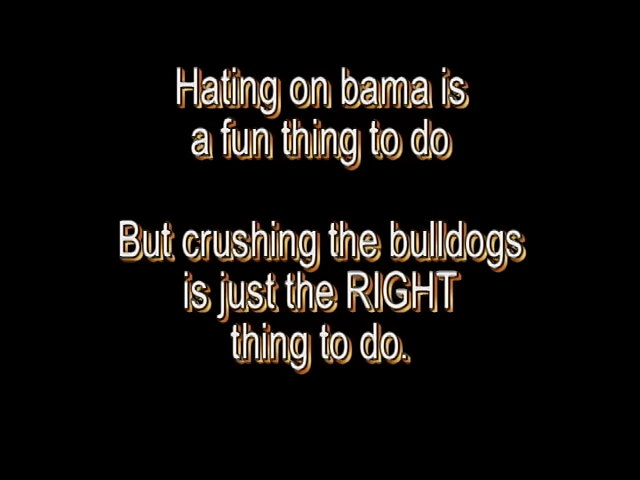 Hating on bama is
a fun thing to do
But crushing the bulldogs
is just the RIGHT
thing to do.